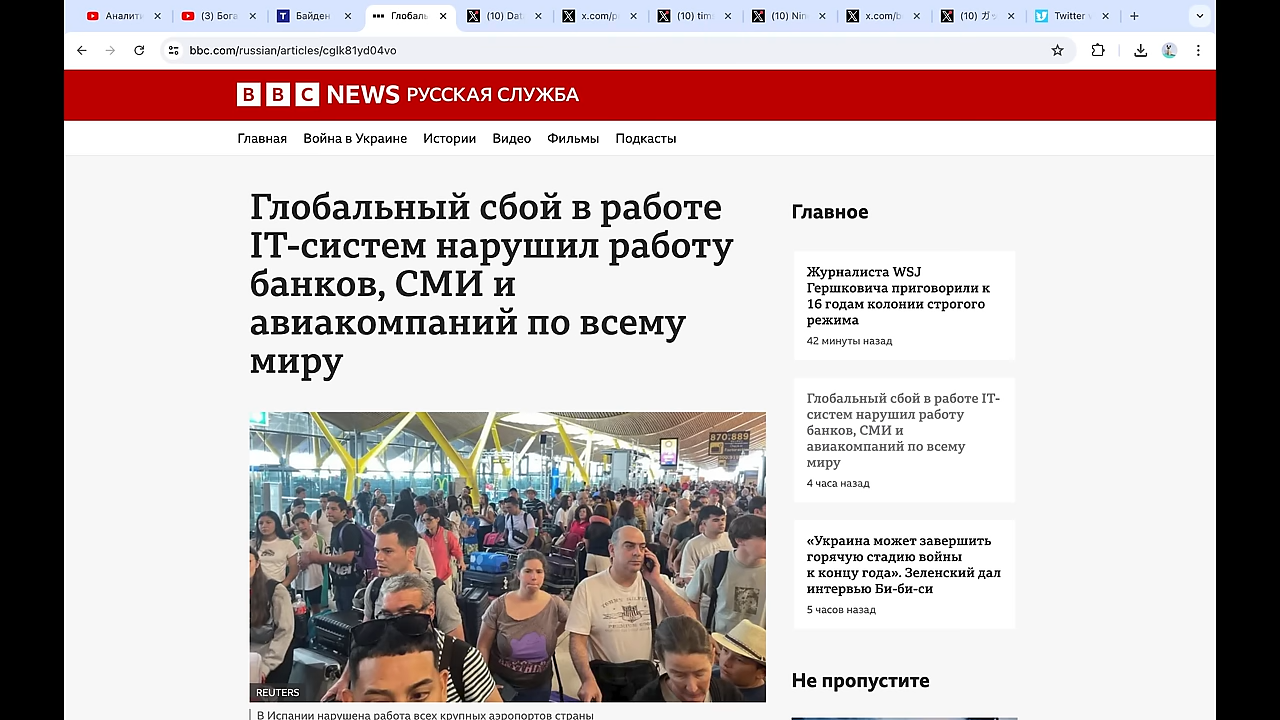 Аналити
(3) Бога
Байден
Глобаль
(10) Dat
x.com/p
(10) tim
(10) Nin
x.com/b
(10) ガッ
Twitter
bbc.com/russian/articles/cglk81yd04vo
BBC NEWS РУССКАЯ СЛУЖБА
Главная Война в Украине Истории Видео Фильмы Подкасты
Глобальный сбой в работе
IT-систем нарушил работу
банков, СМИ и
авиакомпаний по всему
миру
870:889
REUTERS
В Испании нарушена работа всех крупных аэропортов страны
Главное
Журналиста WSJ
Гершковича приговорили к
16 годам колонии строгого
режима
42 минуты назад
Глобальный сбой в работе IT-
систем нарушил работу
банков, СМИ и
авиакомпаний по всему
миру
4 часа назад
«Украина может завершить
горячую стадию войны
к концу года». Зеленский дал
интервью Би-би-си
5 часов назад
Не пропустите